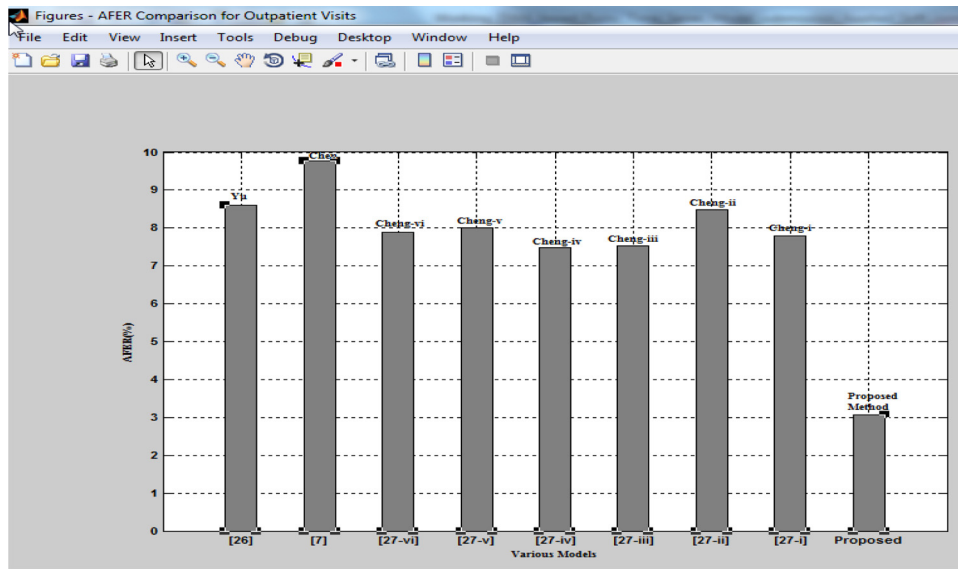 Figures - AFER Comparison for Outpatient Visits
File Edit View Insert Tools Debug Desktop Window Help
10
9
8
7
6
5
4
3
2
1
0
AFER(%)
Yu
Chen
Cheng-vi
Cheng-v
Cheng-iv
Cheng-iii
Cheng-ii
Cheng-i
Proposed
Method
[26] [7] [27-vi] [27-v] [27-iv] [27-iii] [27-ii] [27-i] Proposed
Various Models